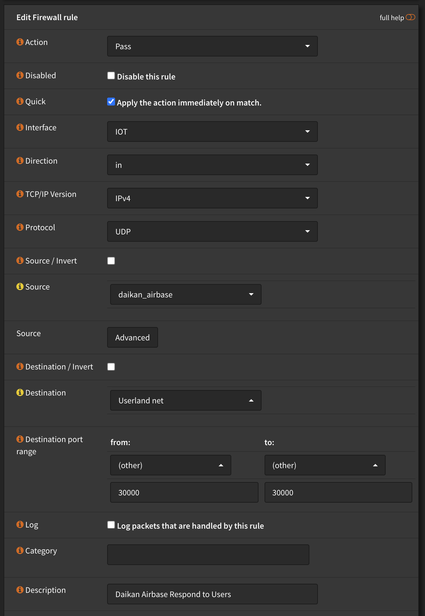 Edit Firewall rule
full help
Action
Pass
Disabled
Disable this rule
Quick
Apply the action immediately on match.
Interface
IOT
Direction
in
TCP/IP Version
IPv4
Protocol
UDP
Source / Invert
Source
daikan_airbase
Source
Advanced
Destination / Invert
Destination
Userland net
Destination port
range
from:
to:
(other)
(other)
30000
30000
Log
Log packets that are handled by this rule
Category
Description
Daikan Airbase Respond to Users